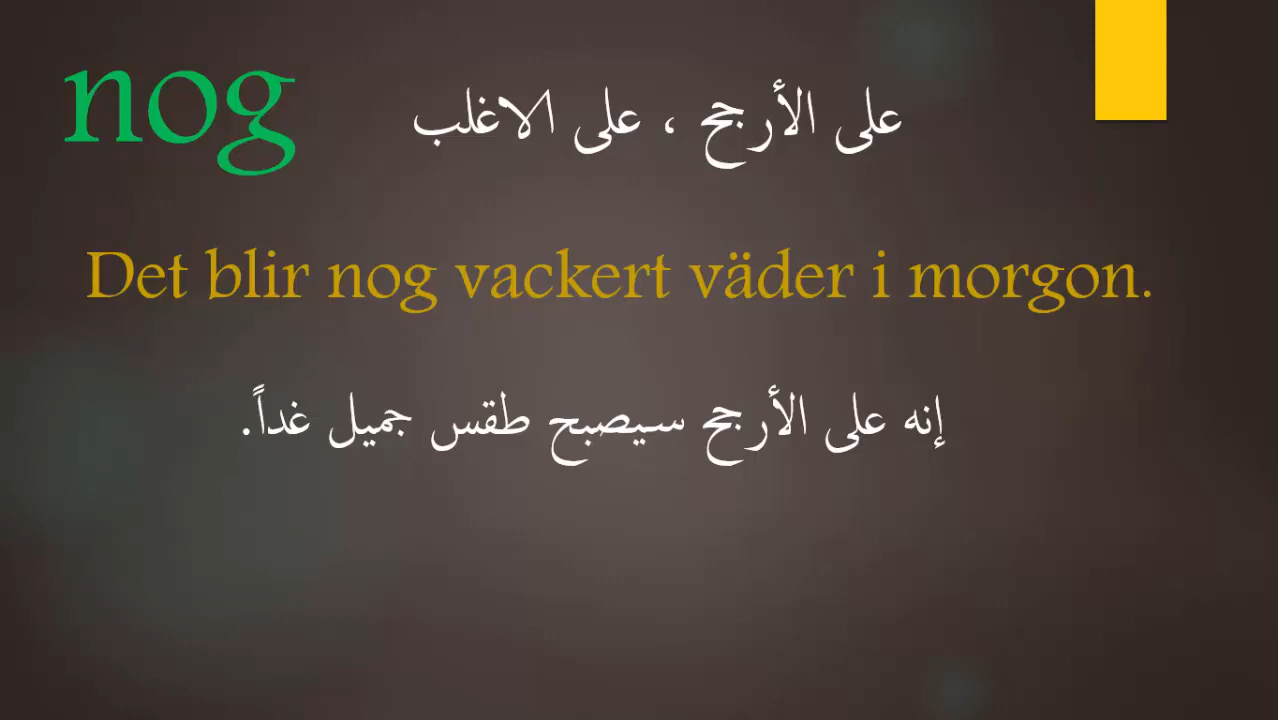 nog على الأرجح ، على الاغلب
Det blir nog vackert väder i morgon.
إنه على الأرجح سيصبح طقس جميل غداً.